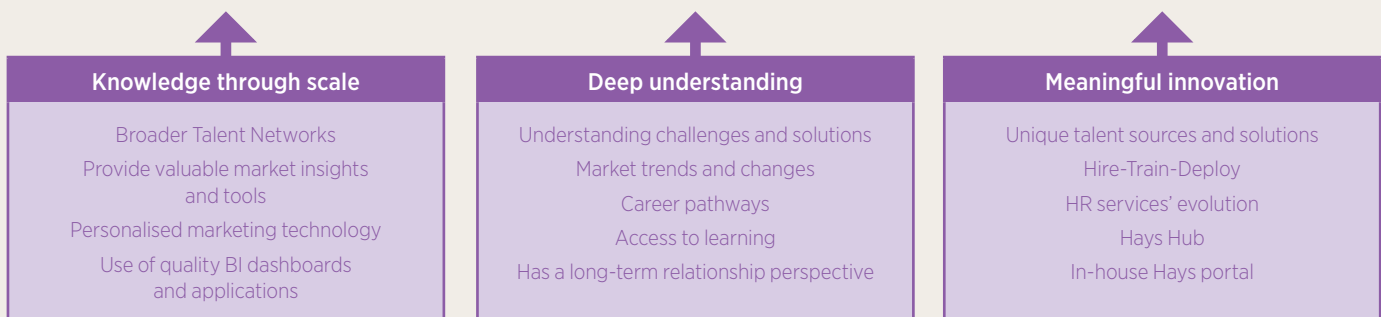 Knowledge through scale
Broader Talent Networks
Provide valuable market insights
and tools
Personalised marketing technology
Use of quality BI dashboards
and applications
Deep understanding
Understanding challenges and solutions
Market trends and changes
Career pathways
Access to learning
Has a long-term relationship perspective
Meaningful innovation
Unique talent sources and solutions
Hire-Train-Deploy
HR services’ evolution
Hays Hub
In-house Hays portal